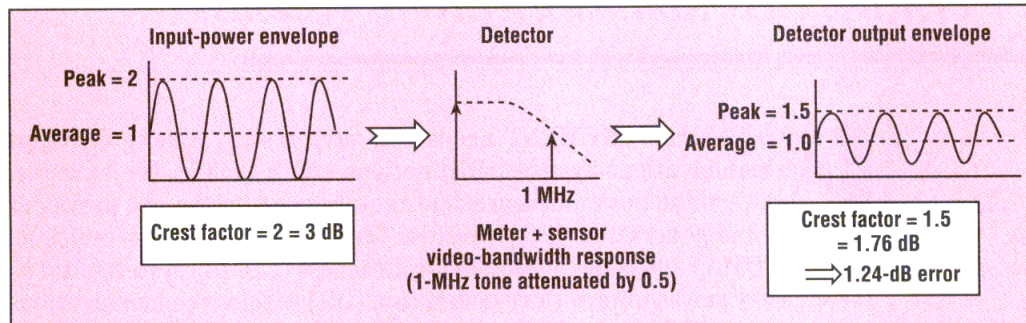 Input-power envelope
Peak = 2
Average = 1
Crest factor = 2 = 3 dB
Detector
1 MHz
Meter + sensor
video-bandwidth response
(1-MHz tone attenuated by 0.5)
Detector output envelope
Peak = 1.5
Average = 1.0
Crest factor = 1.5
= 1.76 dB
⇒1.24-dB error